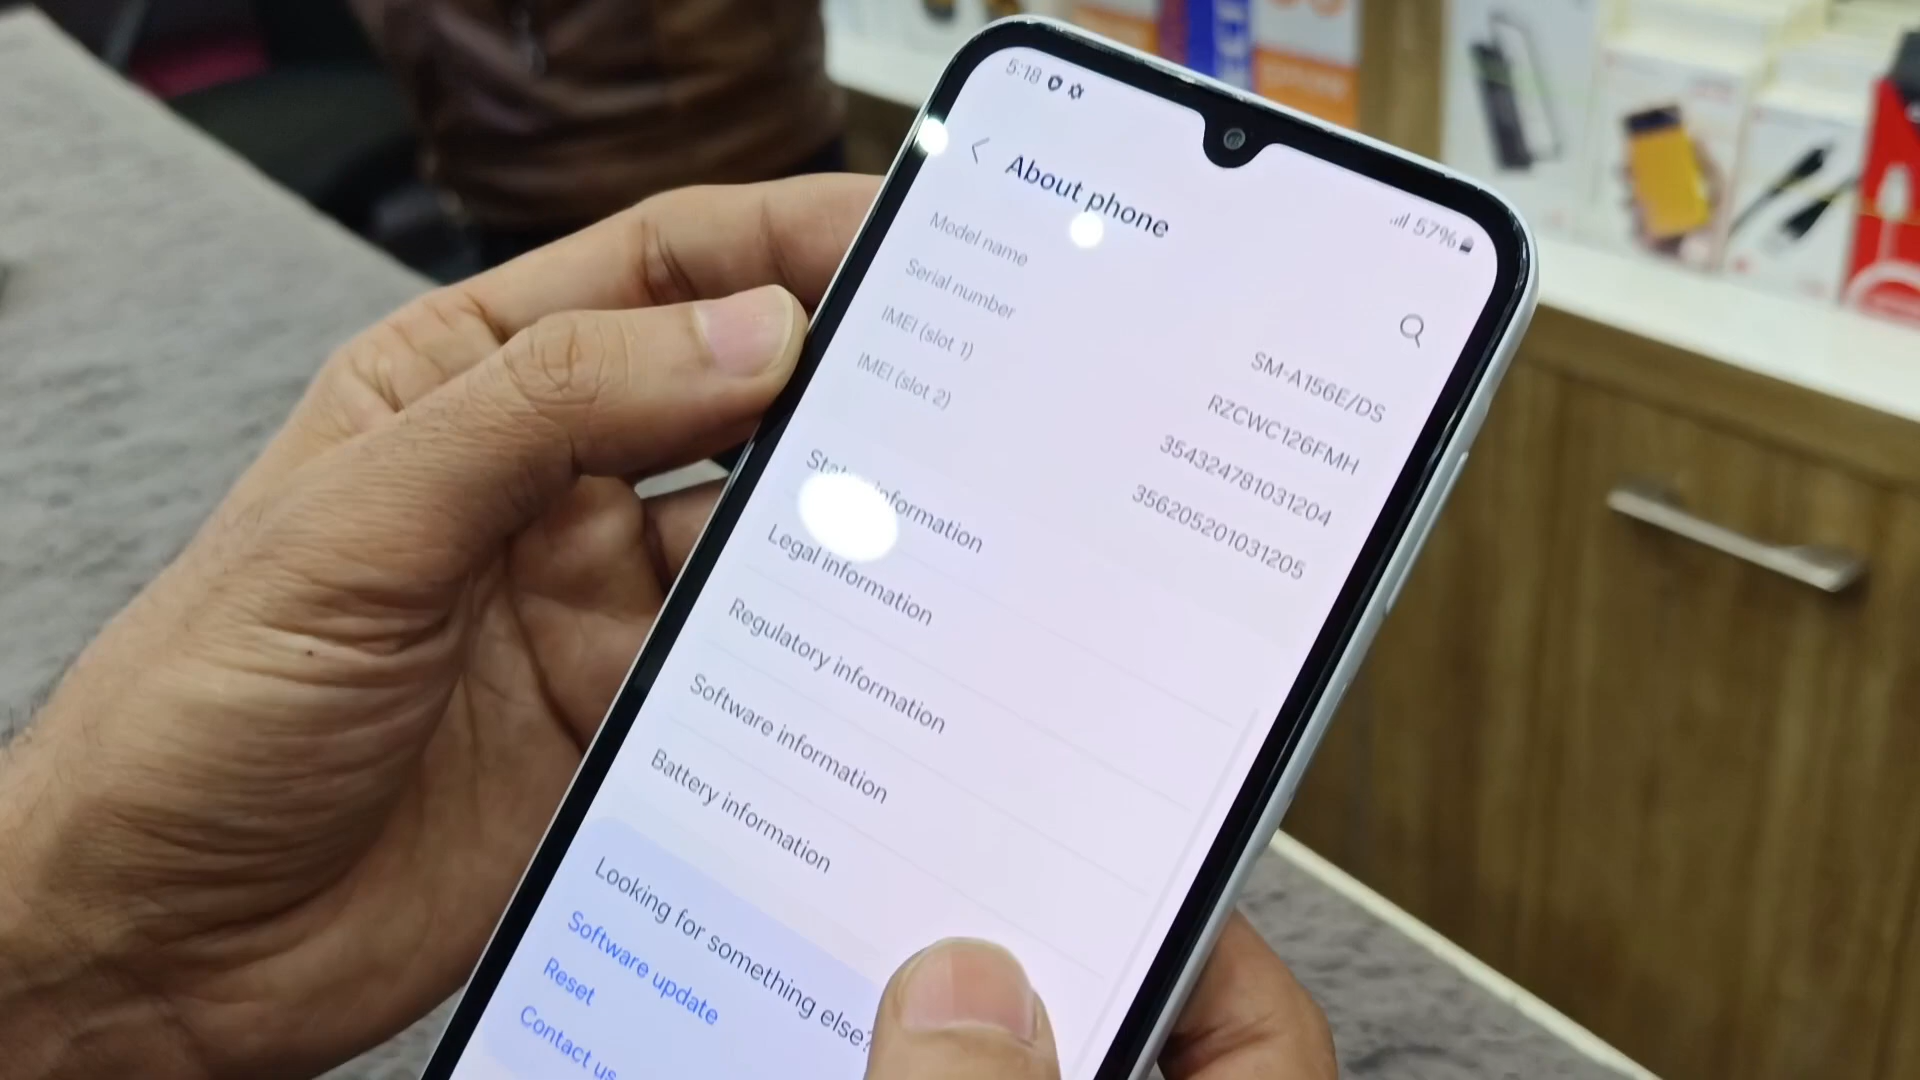 5:18
57%
About phone
Model name
SM-A156E/DS
Serial number
RZCWC126FMH
IMEI (slot 1)
354324781031204
IMEI (slot 2)
356205201031205
Status information
Legal information
Regulatory information
Software information
Battery information
Looking for something else?
Software update
Reset
Contact us